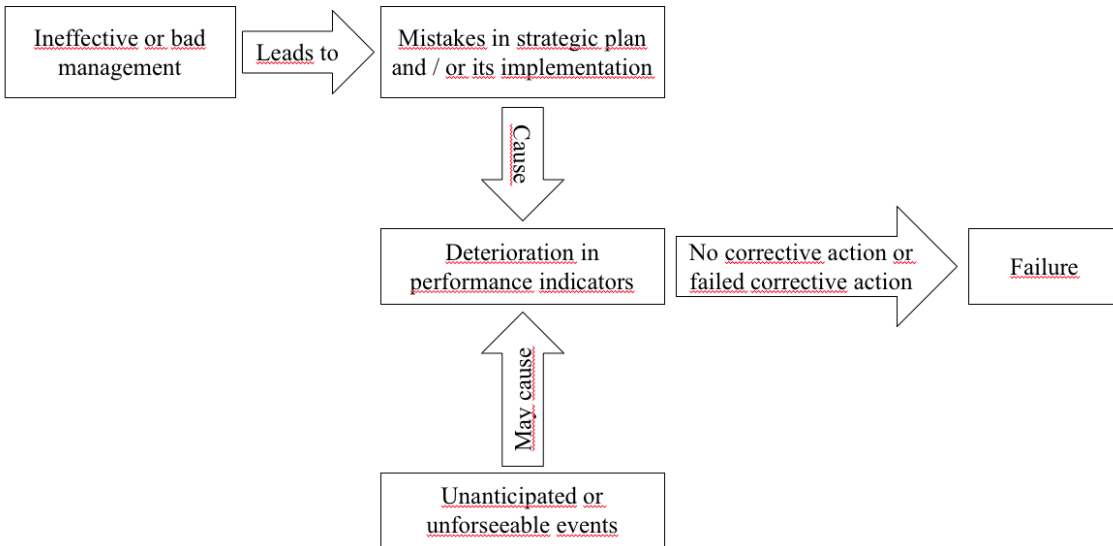 Ineffective or bad
management
Leads to
Mistakes in strategic plan
and / or its implementation
Cause
Deterioration in
performance indicators
No corrective action or
failed corrective action
Failure
May cause
Unanticipated or
unforseeable events